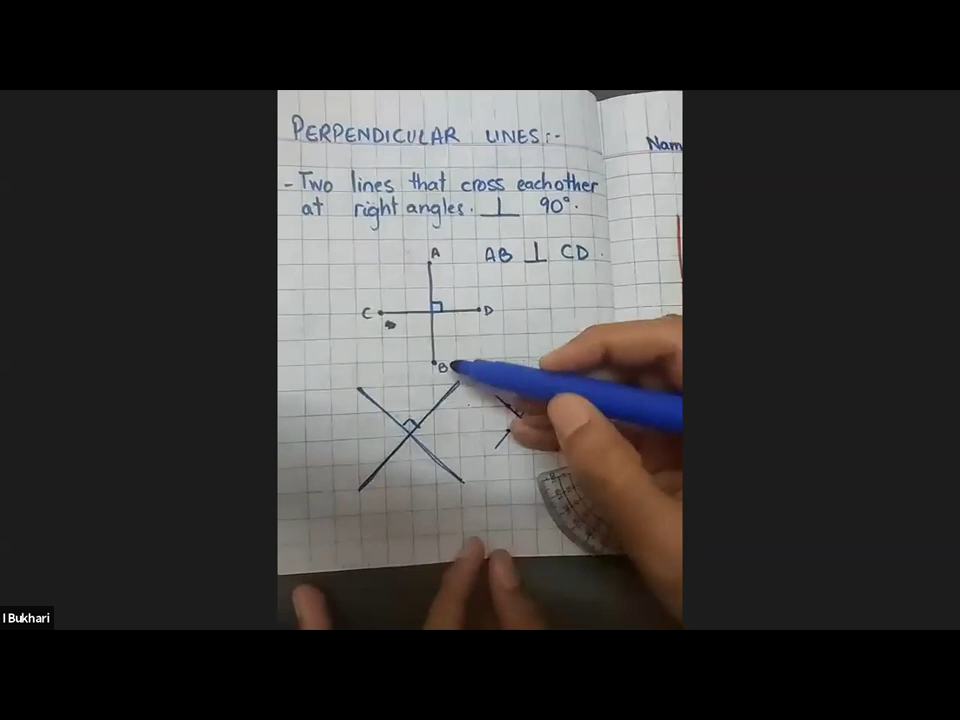 PERPENDICULAR LINES:-
Nam
- Two lines that cross eachother
at right angles. ⊥ 90°.
AB ⊥ CD.
A
C
D
B
I Bukhari